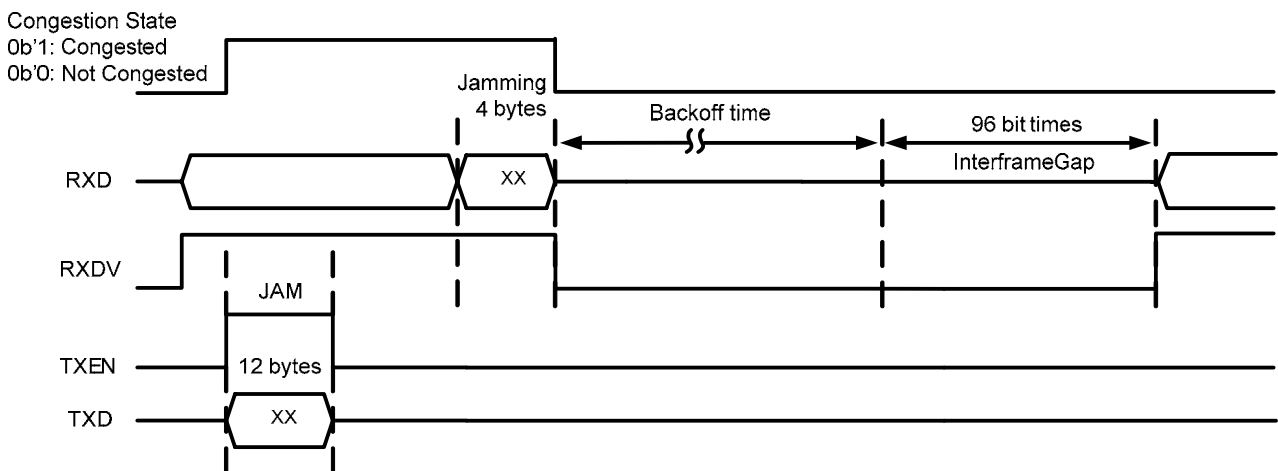 Congestion State
0b'1: Congested
0b'0: Not Congested
Jamming
4 bytes
Backoff time
96 bit times
InterframeGap
RXD
XX
RXDV
JAM
TXEN
12 bytes
TXD
XX